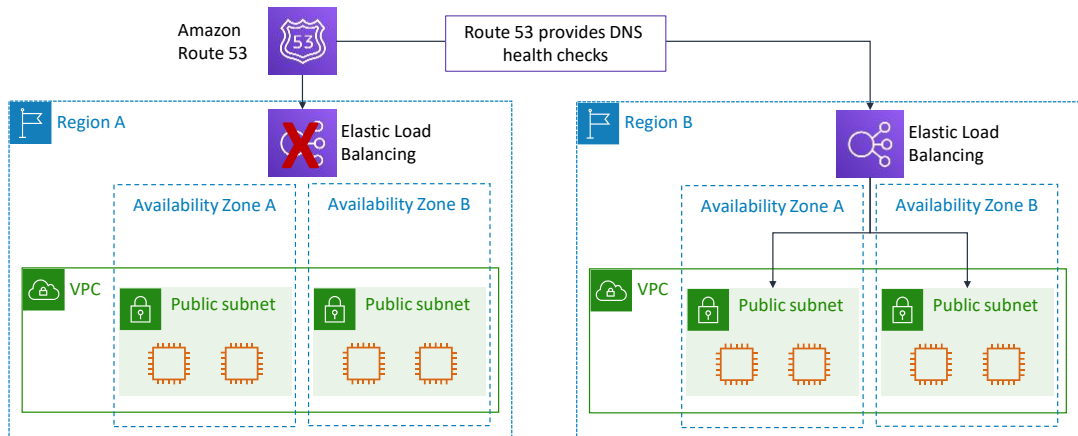 Amazon
Route 53
53
Route 53 provides DNS
health checks
Region A
Elastic Load
Balancing
Availability Zone A
Availability Zone B
VPC
Public subnet
Public subnet
Region B
Elastic Load
Balancing
Availability Zone A
Availability Zone B
VPC
Public subnet
Public subnet